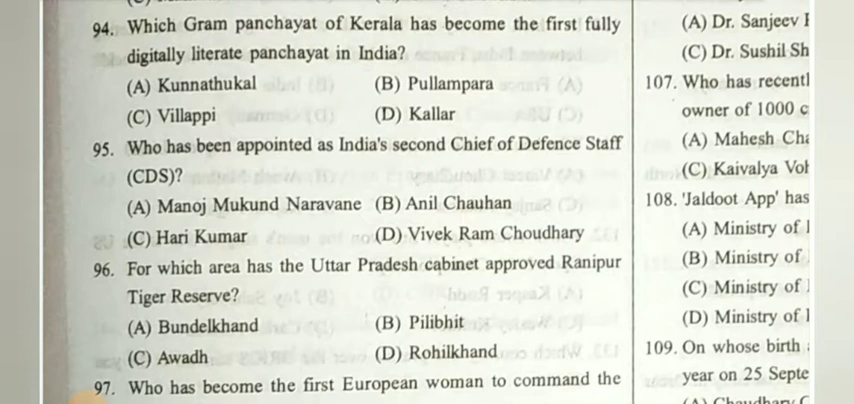 94. Which Gram panchayat of Kerala has become the first fully
digitally literate panchayat in India?
(A) Kunnathukal (B) Pullampara
(C) Villappi (D) Kallar
95. Who has been appointed as India's second Chief of Defence Staff
(CDS)?
(A) Manoj Mukund Naravane (B) Anil Chauhan
(C) Hari Kumar (D) Vivek Ram Choudhary
96. For which area has the Uttar Pradesh cabinet approved Ranipur
Tiger Reserve?
(A) Bundelkhand (B) Pilibhit
(C) Awadh (D) Rohilkhand
97. Who has become the first European woman to command the
(A) Dr. Sanjeev
(C) Dr. Sushil Sh
107. Who has recentl
owner of 1000 c
(A) Mahesh Cha
(C) Kaivalya Voh
108. 'Jaldoot App' has
(A) Ministry of
(B) Ministry of
(C) Ministry of
(D) Ministry of
109. On whose birth
year on 25 Septe
(A) Chaudhary C